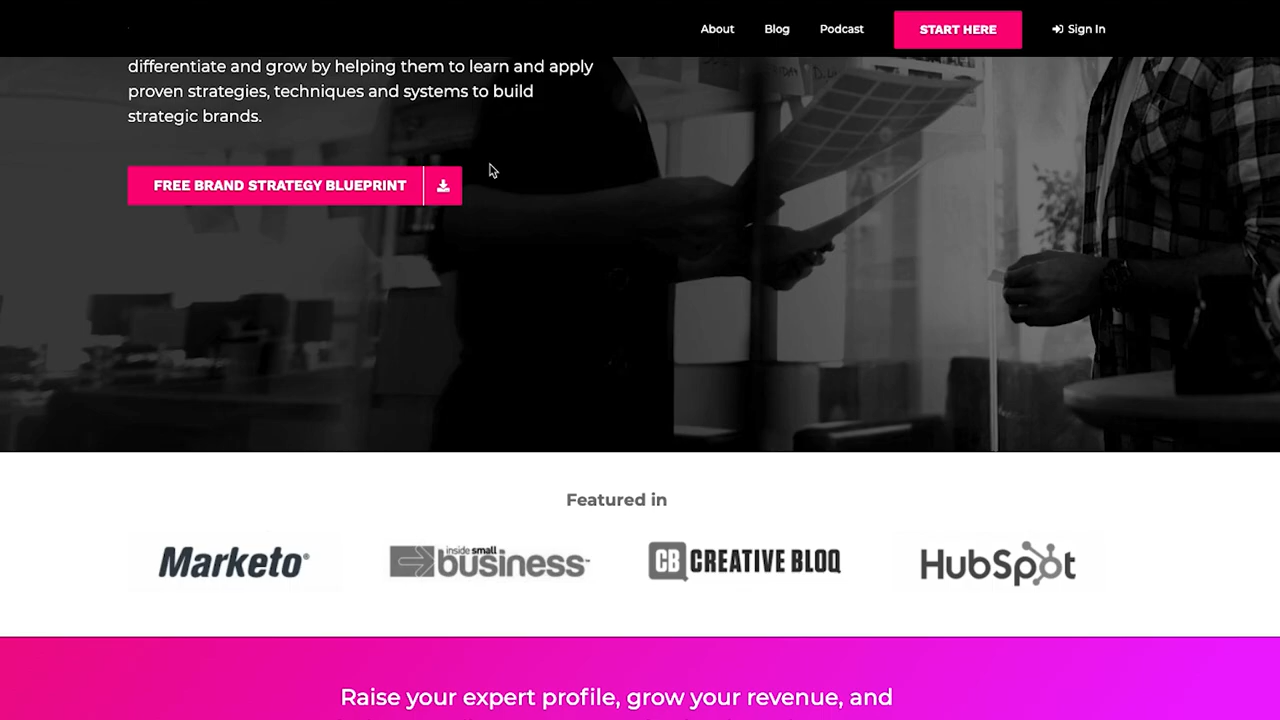 About Blog Podcast START HERE Sign In
differentiate and grow by helping them to learn and apply
proven strategies, techniques and systems to build
strategic brands.
FREE BRAND STRATEGY BLUEPRINT
Featured in
Marketo®
inside small
business™
CB CREATIVE BLOQ
HubSpot
Raise your expert profile, grow your revenue, and